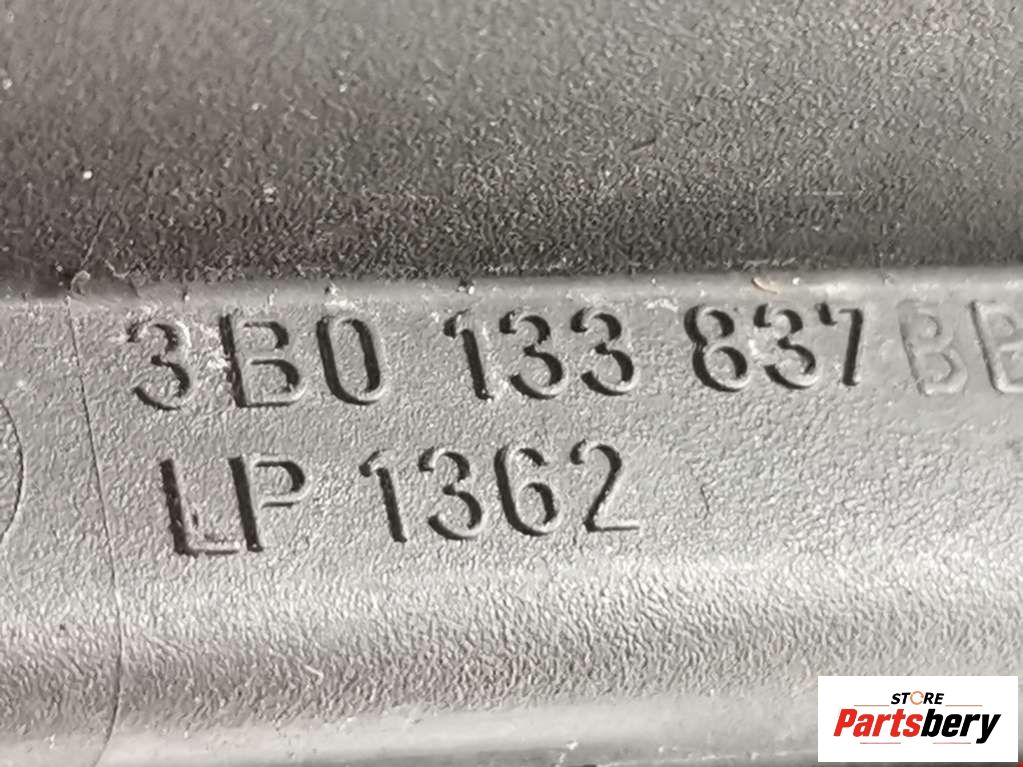 3B0 133 837 BE
LP 1362
STORE
Partsbery